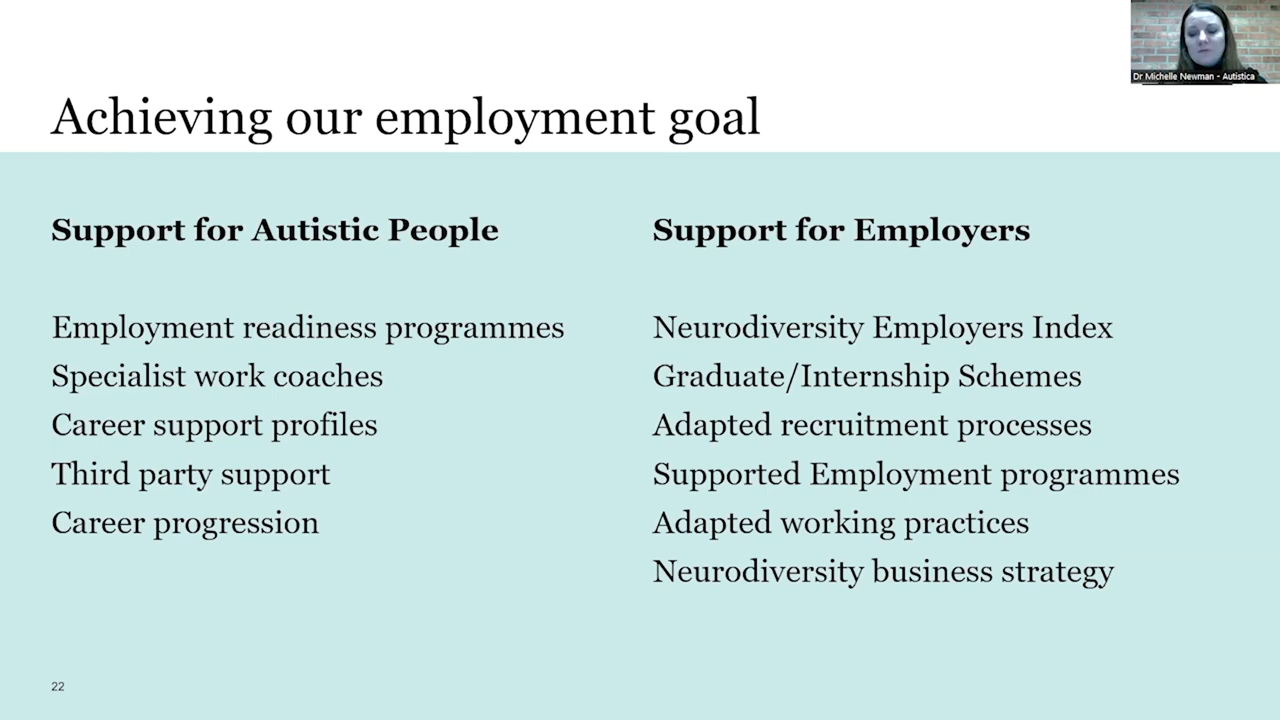 Dr Michelle Newman - Autistica
Achieving our employment goal
Support for Autistic People
Employment readiness programmes
Specialist work coaches
Career support profiles
Third party support
Career progression
Support for Employers
Neurodiversity Employers Index
Graduate/Internship Schemes
Adapted recruitment processes
Supported Employment programmes
Adapted working practices
Neurodiversity business strategy
22